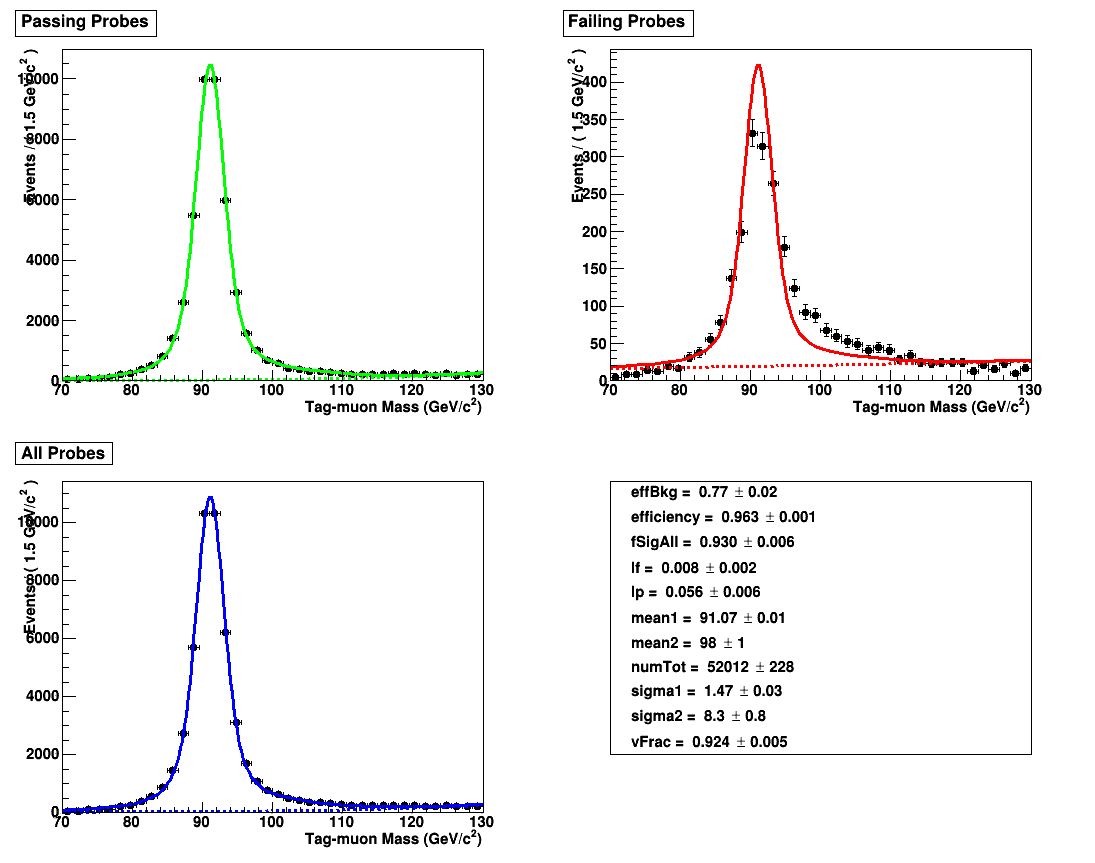 Passing Probes
Events / ( 1.5 GeV/c² )
10000
8000
6000
4000
2000
0
70 80 90 100 110 120 130
Tag-muon Mass (GeV/c²)
Failing Probes
Events / ( 1.5 GeV/c² )
400
350
300
250
200
150
100
50
0
70 80 90 100 110 120 130
Tag-muon Mass (GeV/c²)
All Probes
Events / ( 1.5 GeV/c² )
10000
8000
6000
4000
2000
0
70 80 90 100 110 120 130
Tag-muon Mass (GeV/c²)
effBkg = 0.77 ± 0.02
efficiency = 0.963 ± 0.001
fSigAll = 0.930 ± 0.006
lf = 0.008 ± 0.002
lp = 0.056 ± 0.006
mean1 = 91.07 ± 0.01
mean2 = 98 ± 1
numTot = 52012 ± 228
sigma1 = 1.47 ± 0.03
sigma2 = 8.3 ± 0.8
vFrac = 0.924 ± 0.005